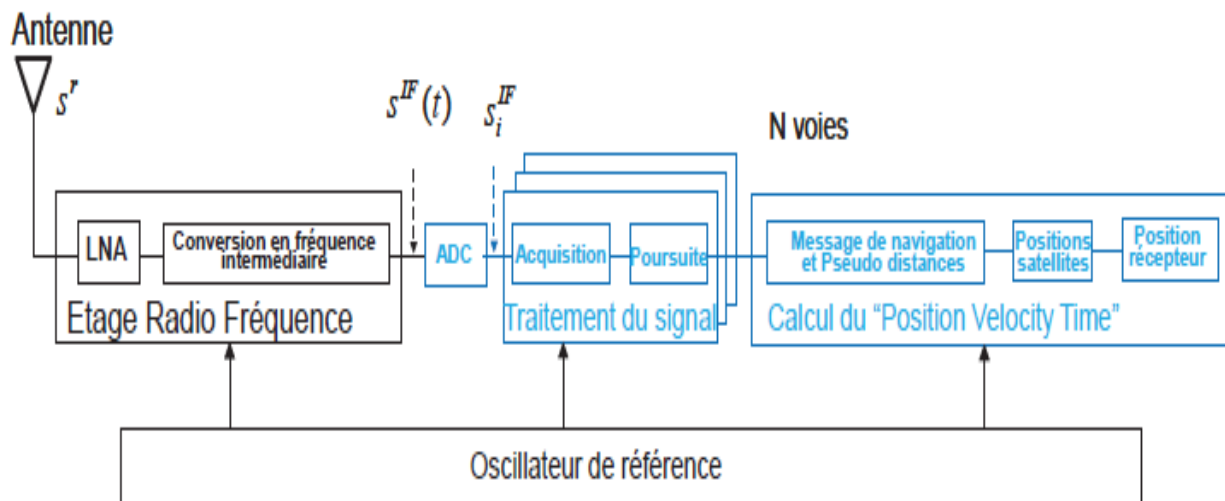 Antenne
s^r
s^{IF}(t)
s_i^{IF}
N voies
LNA
Conversion en fréquence
intermédiaire
Etage Radio Fréquence
ADC
Acquisition
Poursuite
Traitement du signal
Message de navigation
et Pseudo distances
Positions
satellites
Position
récepteur
Calcul du “Position Velocity Time”
Oscillateur de référence